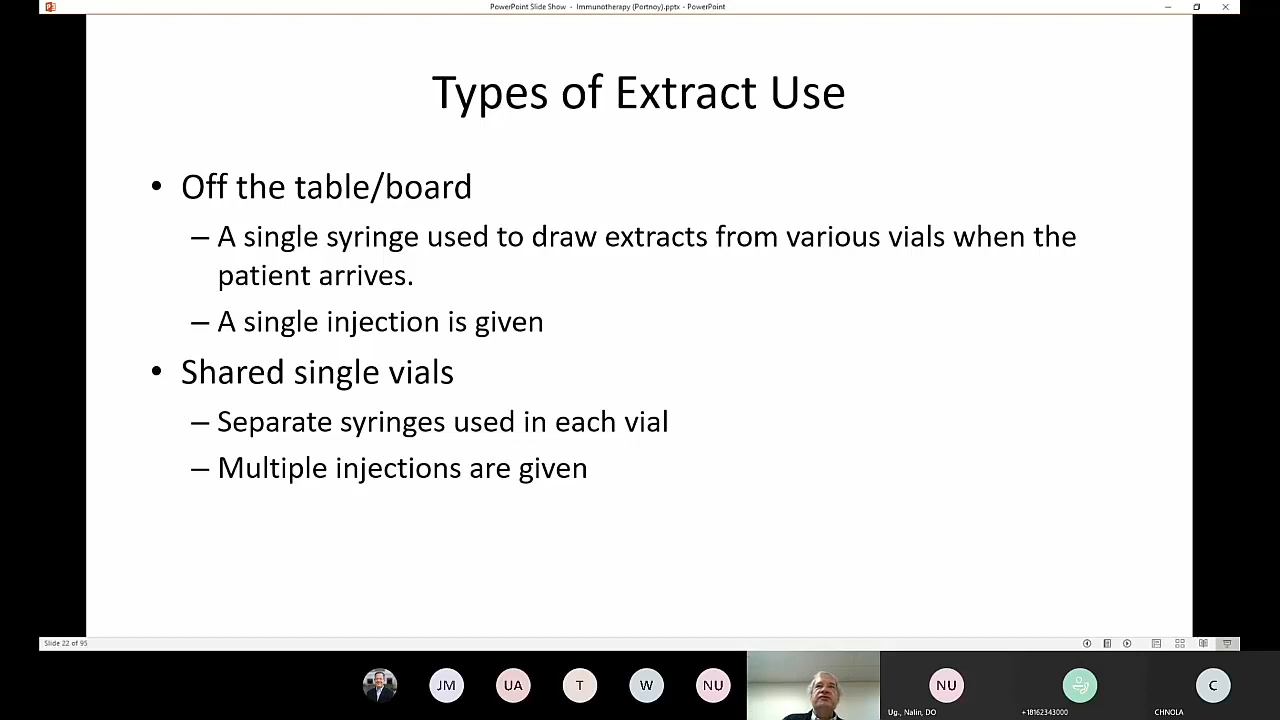 PowerPoint Slide Show - Immunotherapy (Portnoy).pptx - PowerPoint
Types of Extract Use
• Off the table/board
– A single syringe used to draw extracts from various vials when the
patient arrives.
– A single injection is given
• Shared single vials
– Separate syringes used in each vial
– Multiple injections are given
Slide 22 of 95
JM
UA
T
W
NU
NU
C
Ug., Nalin, DO
+18162343000
CHNOLA